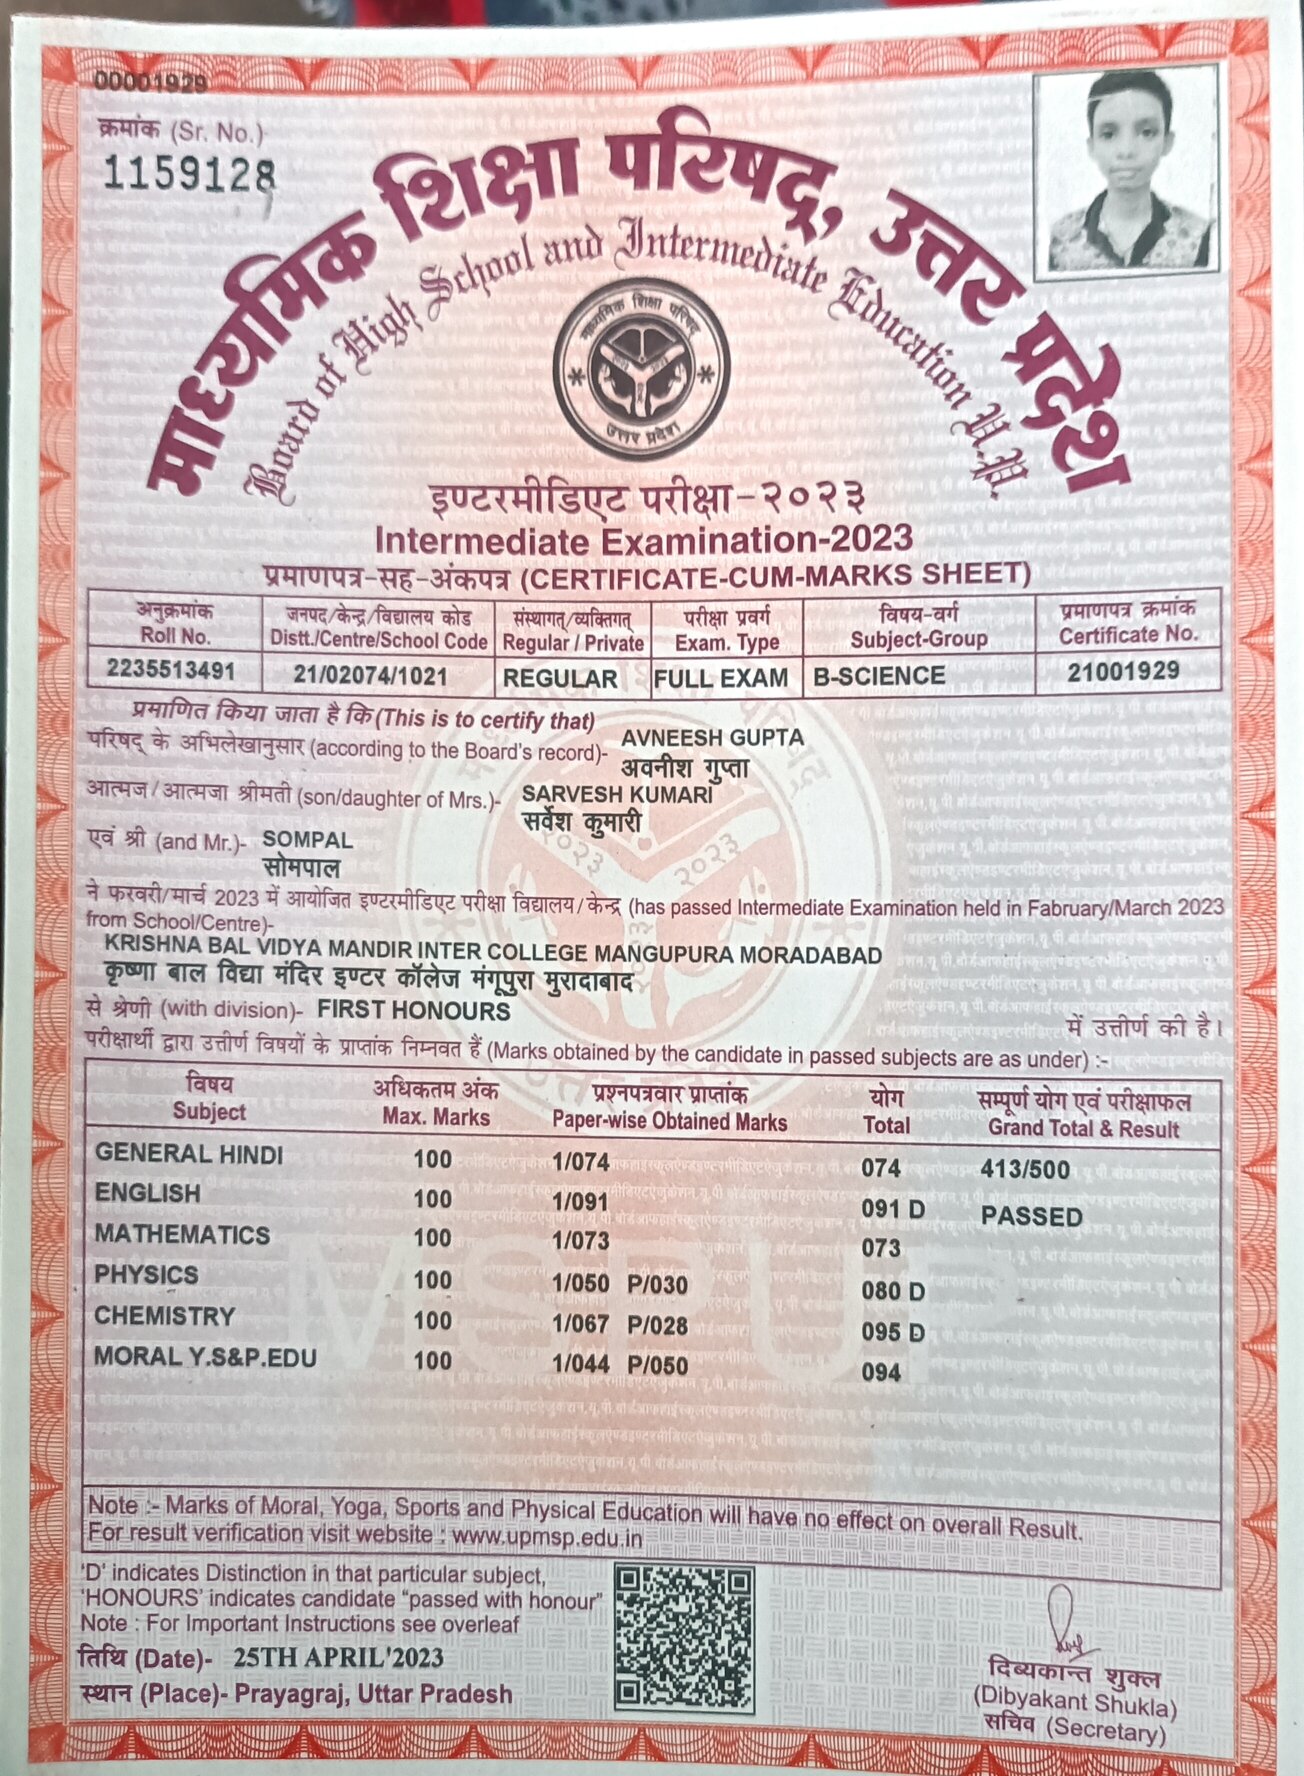 00001929
क्रमांक (Sr. No.)
1159128
माध्यमिक शिक्षा परिषद्, उत्तर प्रदेश
Board of High School and Intermediate Education U.P.
माध्यमिक शिक्षा परिषद्
उत्तर प्रदेश
इण्टरमीडिएट परीक्षा-२०२३
Intermediate Examination-2023
प्रमाणपत्र-सह-अंकपत्र (CERTIFICATE-CUM-MARKS SHEET)
अनुक्रमांक जनपद/केन्द्र/विद्यालय कोड संस्थागत्/व्यक्तिगत् परीक्षा प्रवर्ग विषय-वर्ग प्रमाणपत्र क्रमांक
Roll No. Distt./Centre/School Code Regular / Private Exam. Type Subject-Group Certificate No.
2235513491 21/02074/1021 REGULAR FULL EXAM B-SCIENCE 21001929
प्रमाणित किया जाता है कि (This is to certify that)
परिषद् के अभिलेखानुसार (according to the Board's record)- AVNEESH GUPTA
अवनीश गुप्ता
आत्मज/आत्मजा श्रीमती (son/daughter of Mrs.)- SARVESH KUMARI
सर्वेश कुमारी
एवं श्री (and Mr.)- SOMPAL
सोमपाल
ने फरवरी/मार्च 2023 में आयोजित इण्टरमीडिएट परीक्षा विद्यालय/केन्द्र (has passed Intermediate Examination held in Fabruary/March 2023
from School/Centre)-
KRISHNA BAL VIDYA MANDIR INTER COLLEGE MANGUPURA MORADABAD
कृष्णा बाल विद्या मंदिर इण्टर कॉलेज मंगूपुरा मुरादाबाद
से श्रेणी (with division)- FIRST HONOURS में उत्तीर्ण की है।
परीक्षार्थी द्वारा उत्तीर्ण विषयों के प्राप्तांक निम्नवत हैं (Marks obtained by the candidate in passed subjects are as under) :-
विषय अधिकतम अंक प्रश्नपत्रवार प्राप्तांक योग सम्पूर्ण योग एवं परीक्षाफल
Subject Max. Marks Paper-wise Obtained Marks Total Grand Total & Result
GENERAL HINDI 100 1/074 074 413/500
ENGLISH 100 1/091 091 D PASSED
MATHEMATICS 100 1/073 073
PHYSICS 100 1/050 P/030 080 D
CHEMISTRY 100 1/067 P/028 095 D
MORAL Y.S&P.EDU 100 1/044 P/050 094
Note :- Marks of Moral, Yoga, Sports and Physical Education will have no effect on overall Result.
For result verification visit website : www.upmsp.edu.in
'D' indicates Distinction in that particular subject,
'HONOURS' indicates candidate "passed with honour"
Note : For Important Instructions see overleaf
तिथि (Date)- 25TH APRIL'2023
स्थान (Place)- Prayagraj, Uttar Pradesh
दिब्यकान्त शुक्ल
(Dibyakant Shukla)
सचिव (Secretary)